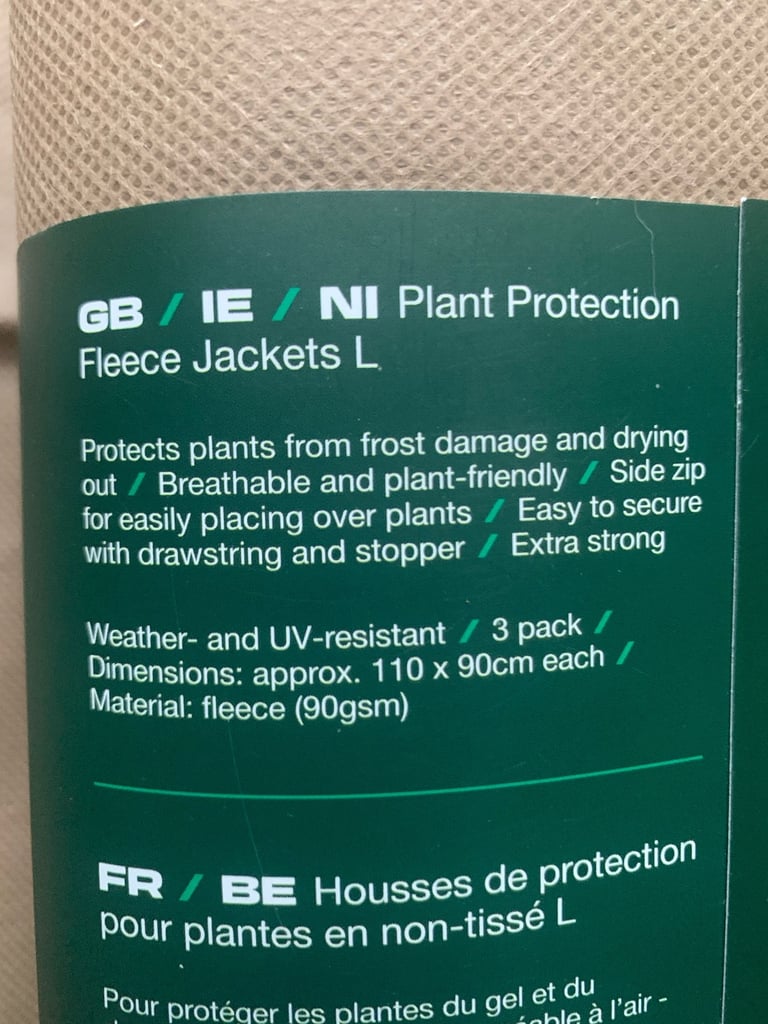 GB / IE / NI Plant Protection
Fleece Jackets L
Protects plants from frost damage and drying
out / Breathable and plant-friendly / Side zip
for easily placing over plants / Easy to secure
with drawstring and stopper / Extra strong
Weather- and UV-resistant / 3 pack /
Dimensions: approx. 110 x 90cm each /
Material: fleece (90gsm)
FR / BE Housses de protection
pour plantes en non-tissé L
Pour protéger les plantes du gel et du
à l'air -